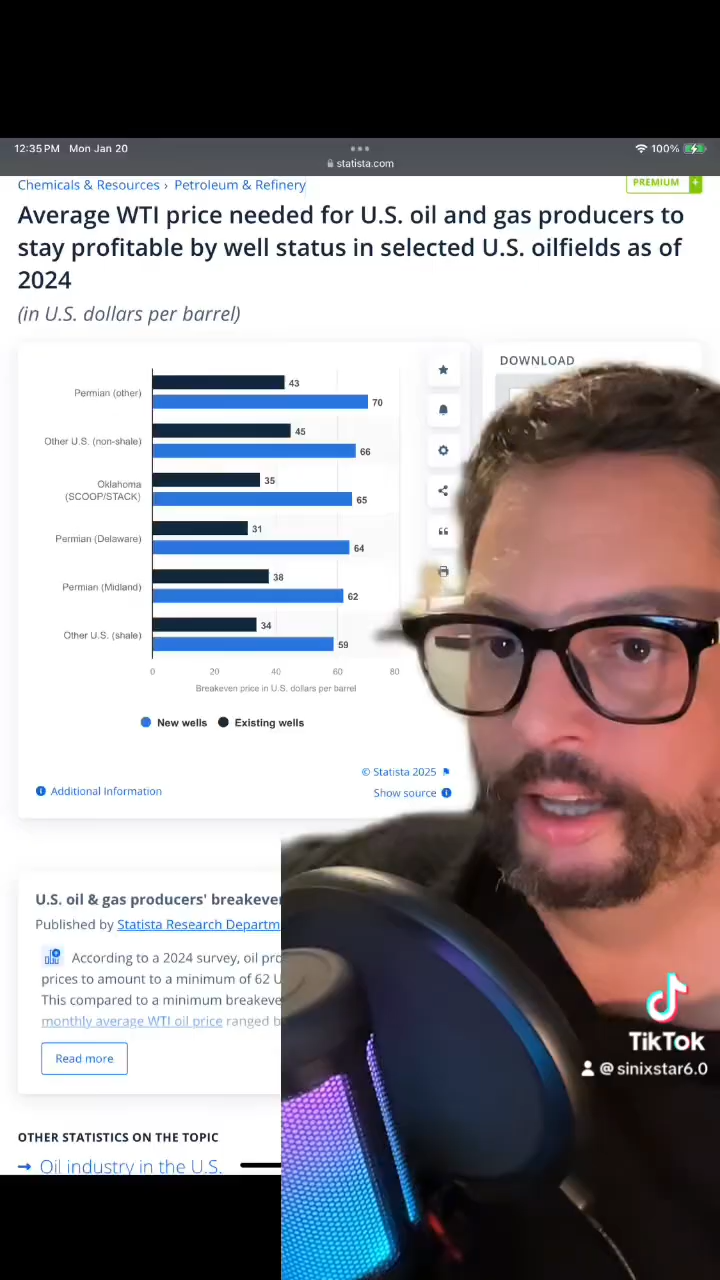 12:35 PM Mon Jan 20
100%
statista.com
Chemicals & Resources › Petroleum & Refinery
PREMIUM +
Average WTI price needed for U.S. oil and gas producers to
stay profitable by well status in selected U.S. oilfields as of
2024
(in U.S. dollars per barrel)
DOWNLOAD
Permian (other)
43
70
Other U.S. (non-shale)
45
66
Oklahoma
(SCOOP/STACK)
35
65
Permian (Delaware)
31
64
Permian (Midland)
38
62
Other U.S. (shale)
34
59
0 20 40 60 80
Breakeven price in U.S. dollars per barrel
New wells Existing wells
© Statista 2025
Additional Information
Show source
U.S. oil & gas producers' breakeve
Published by Statista Research Departm
According to a 2024 survey, oil pro
prices to amount to a minimum of 62 U
This compared to a minimum breakeve
monthly average WTI oil price ranged b
Read more
OTHER STATISTICS ON THE TOPIC
→ Oil industry in the U.S.
TikTok
@sinixstar6.0